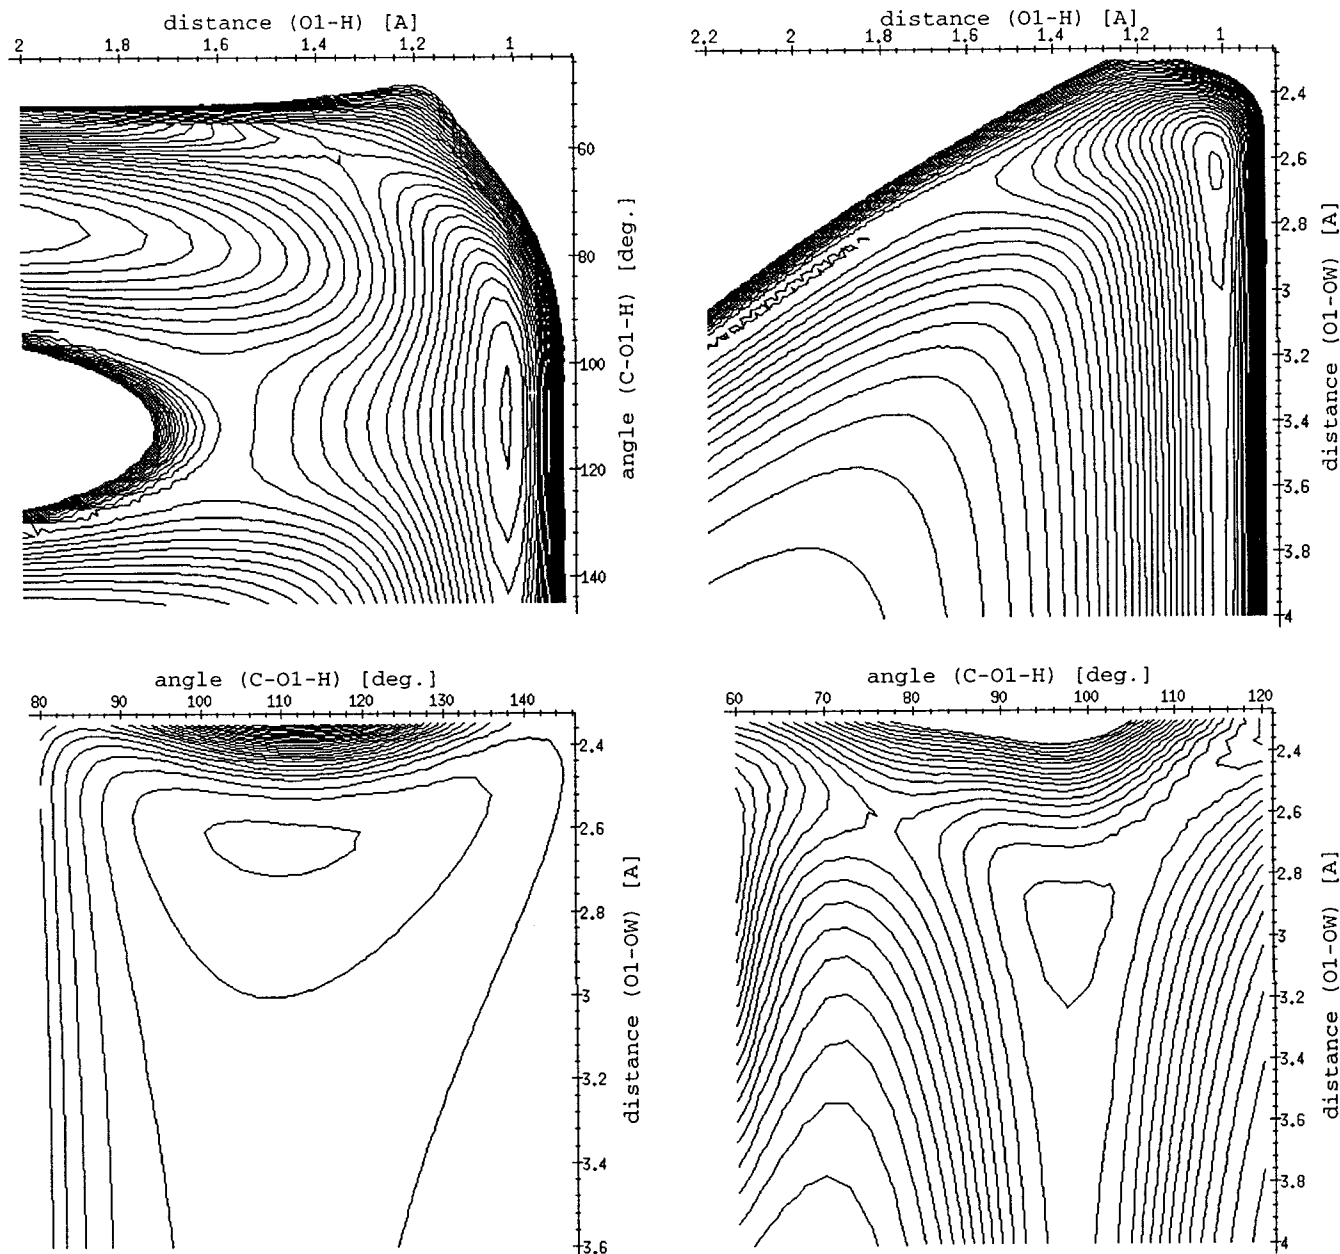 distance (O1-H) [A]
2 1.8 1.6 1.4 1.2 1
60
80
100
120
140
angle (C-O1-H) [deg.]
distance (O1-H) [A]
2.2 2 1.8 1.6 1.4 1.2 1
2.4
2.6
2.8
3
3.2
3.4
3.6
3.8
4
distance (O1-OW) [A]
angle (C-O1-H) [deg.]
80 90 100 110 120 130 140
2.4
2.6
2.8
3
3.2
3.4
3.6
distance (O1-OW) [A]
angle (C-O1-H) [deg.]
60 70 80 90 100 110 120
2.4
2.6
2.8
3
3.2
3.4
3.6
3.8
4
distance (O1-OW) [A]